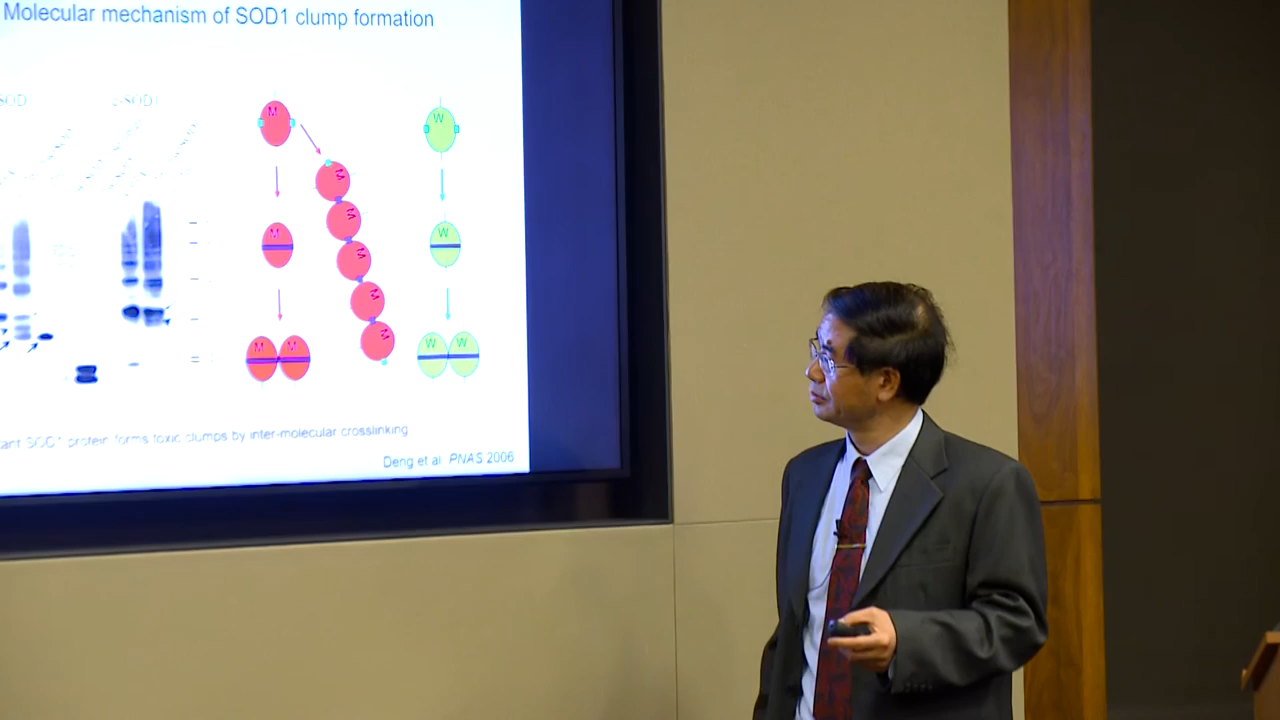 Molecular mechanism of SOD1 clump formation
SOD
SOD1
M
W
M
M
M
W
M
M
M
M
M
W
W
tant SOD1 protein forms toxic clumps by inter-molecular crosslinking
Deng et al. PNAS 2006